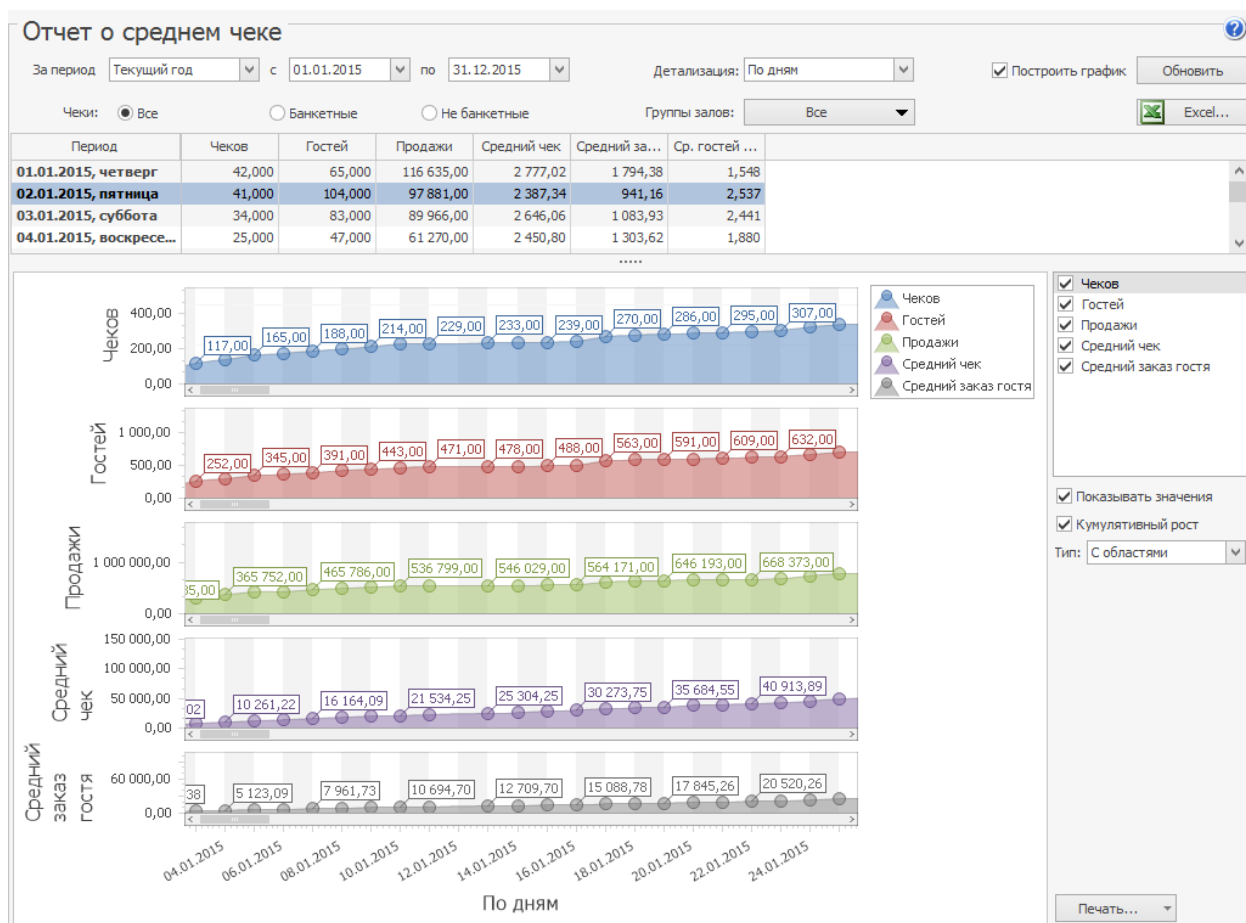 Отчет о среднем чеке
За период Текущий год с 01.01.2015 по 31.12.2015 Детализация: По дням Построить график Обновить
Чеки: Все Банкетные Не банкетные Группы залов: Все Excel...
Период Чеков Гостей Продажи Средний чек Средний за... Ср. гостей ...
01.01.2015, четверг 42,000 65,000 116 635,00 2 777,02 1 794,38 1,548
02.01.2015, пятница 41,000 104,000 97 881,00 2 387,34 941,16 2,537
03.01.2015, суббота 34,000 83,000 89 966,00 2 646,06 1 083,93 2,441
04.01.2015, воскресе... 25,000 47,000 61 270,00 2 450,80 1 303,62 1,880
Чеков
400,00
200,00
0,00
117,00 165,00 188,00 214,00 229,00 233,00 239,00 270,00 286,00 295,00 307,00
Гостей
1 000,00
500,00
0,00
252,00 345,00 391,00 443,00 471,00 478,00 488,00 563,00 591,00 609,00 632,00
Продажи
1 000 000,00
0,00
35,00 365 752,00 465 786,00 536 799,00 546 029,00 564 171,00 646 193,00 668 373,00
Средний
чек
150 000,00
100 000,00
50 000,00
0,00
02 10 261,22 16 164,09 21 534,25 25 304,25 30 273,75 35 684,55 40 913,89
Средний
заказ
гостя
60 000,00
0,00
38 5 123,09 7 961,73 10 694,70 12 709,70 15 088,78 17 845,26 20 520,26
04.01.2015 06.01.2015 08.01.2015 10.01.2015 12.01.2015 14.01.2015 16.01.2015 18.01.2015 20.01.2015 22.01.2015 24.01.2015
По дням
Чеков
Гостей
Продажи
Средний чек
Средний заказ гостя
Чеков
Гостей
Продажи
Средний чек
Средний заказ гостя
Показывать значения
Кумулятивный рост
Тип: С областями
Печать...